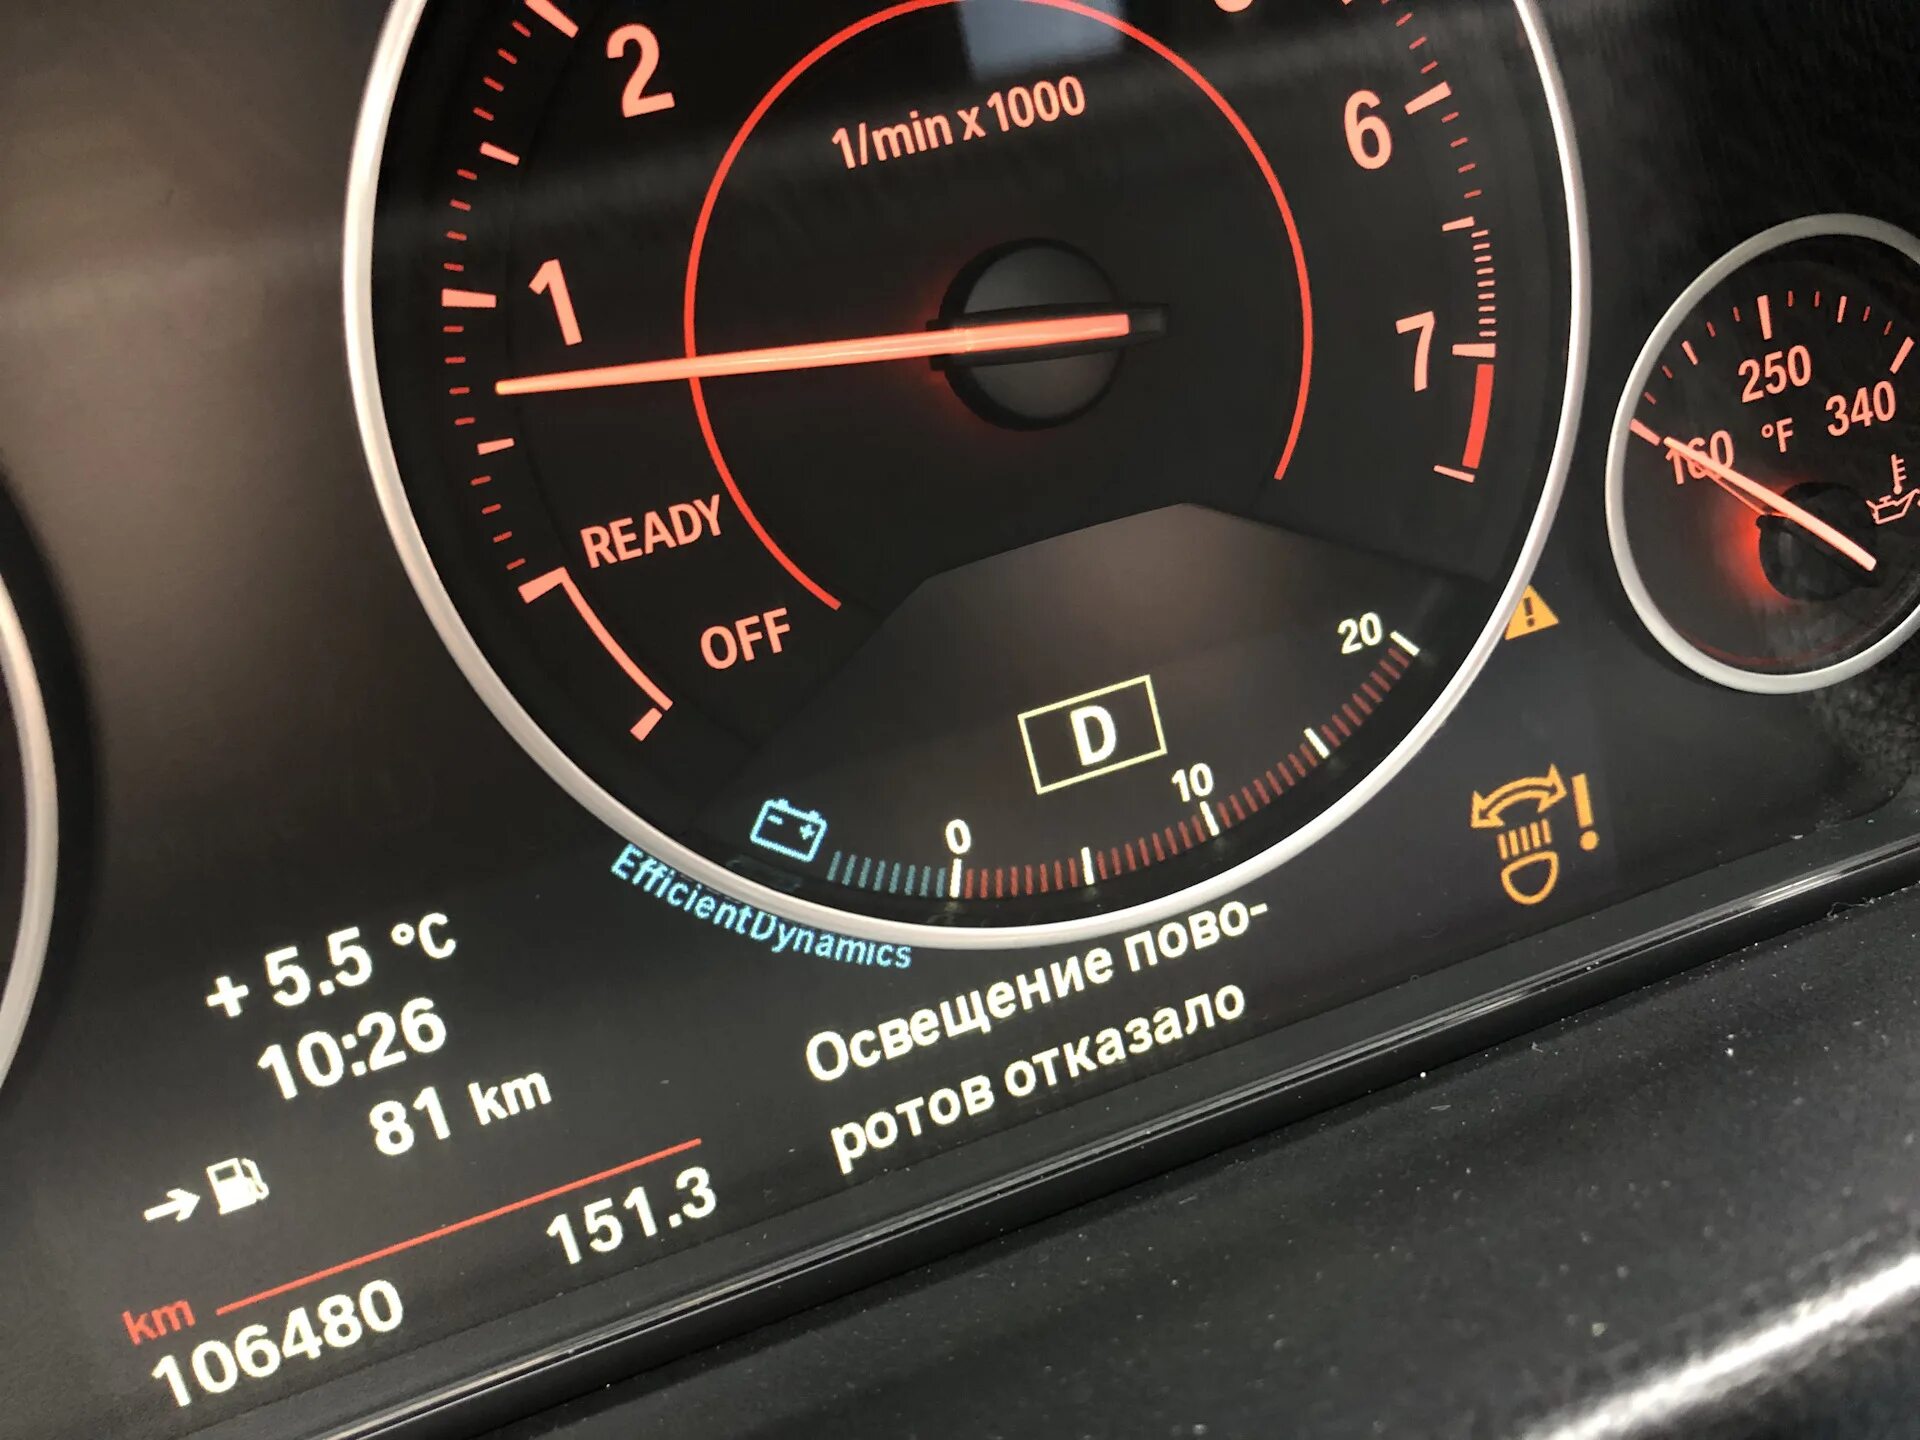 2
1/min x 1000
6
1
7
250
160 °F 340
READY
OFF
20
D
10
0
EfficientDynamics
+ 5.5 °C
10:26
81 km
Освещение пово-
ротов отказало
151.3
km
106480